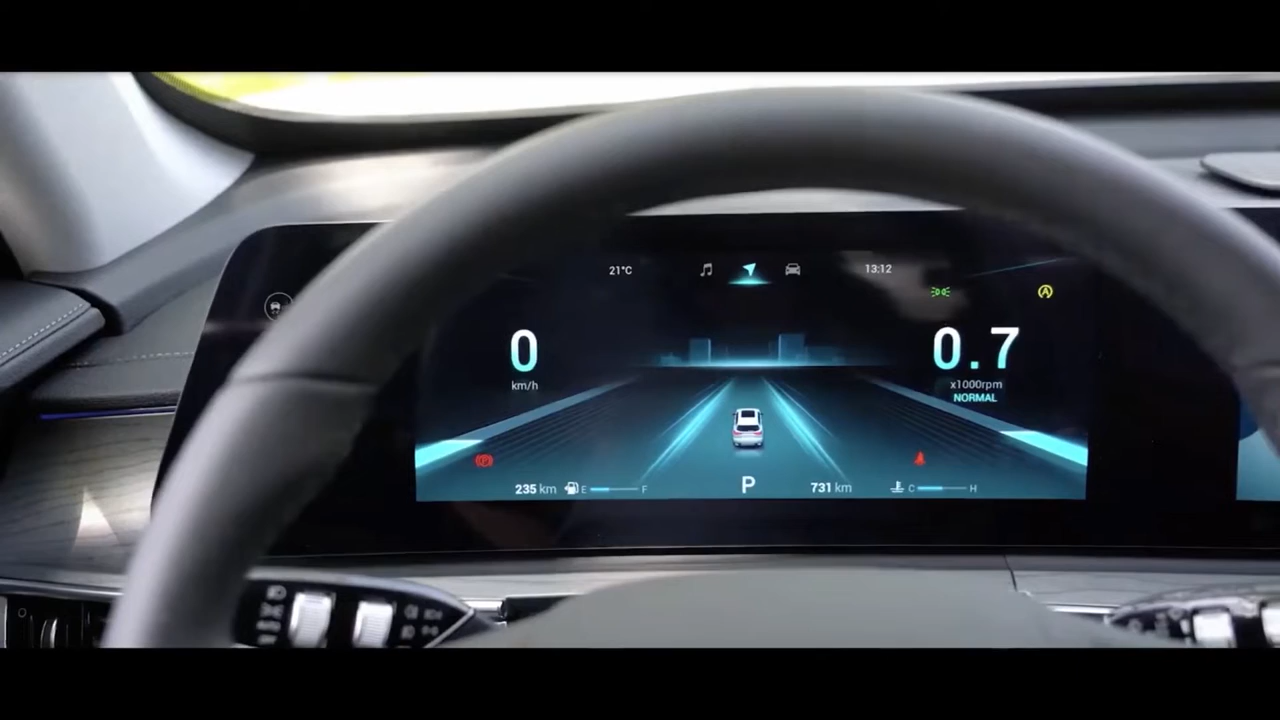 21°C
13:12
0
km/h
0.7
x1000rpm
NORMAL
235 km
E
F
P
731 km
C
H